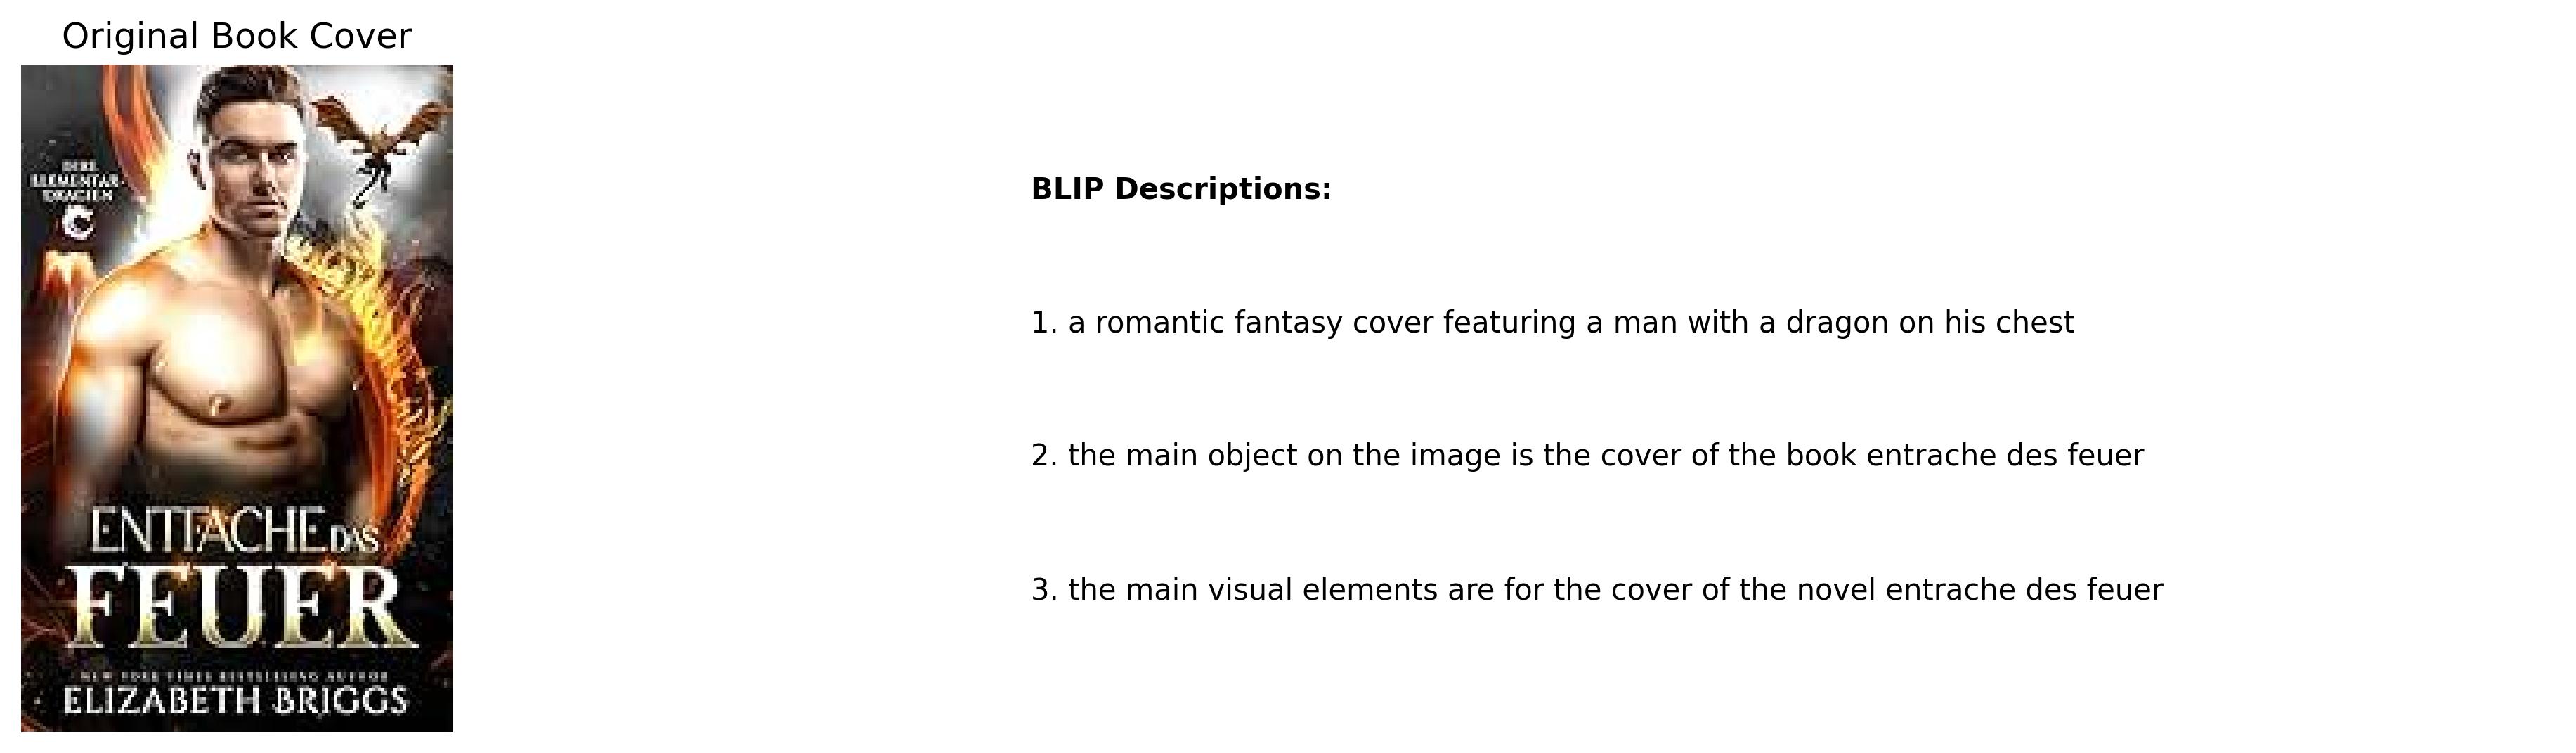 Original Book Cover
IHRE
ELEMENTAR-
DRACHEN
ENTFACHE DAS
FEUER
NEW YORK TIMES BESTSELLING AUTHOR
ELIZABETH BRIGGS
BLIP Descriptions:
1. a romantic fantasy cover featuring a man with a dragon on his chest
2. the main object on the image is the cover of the book entrache des feuer
3. the main visual elements are for the cover of the novel entrache des feuer